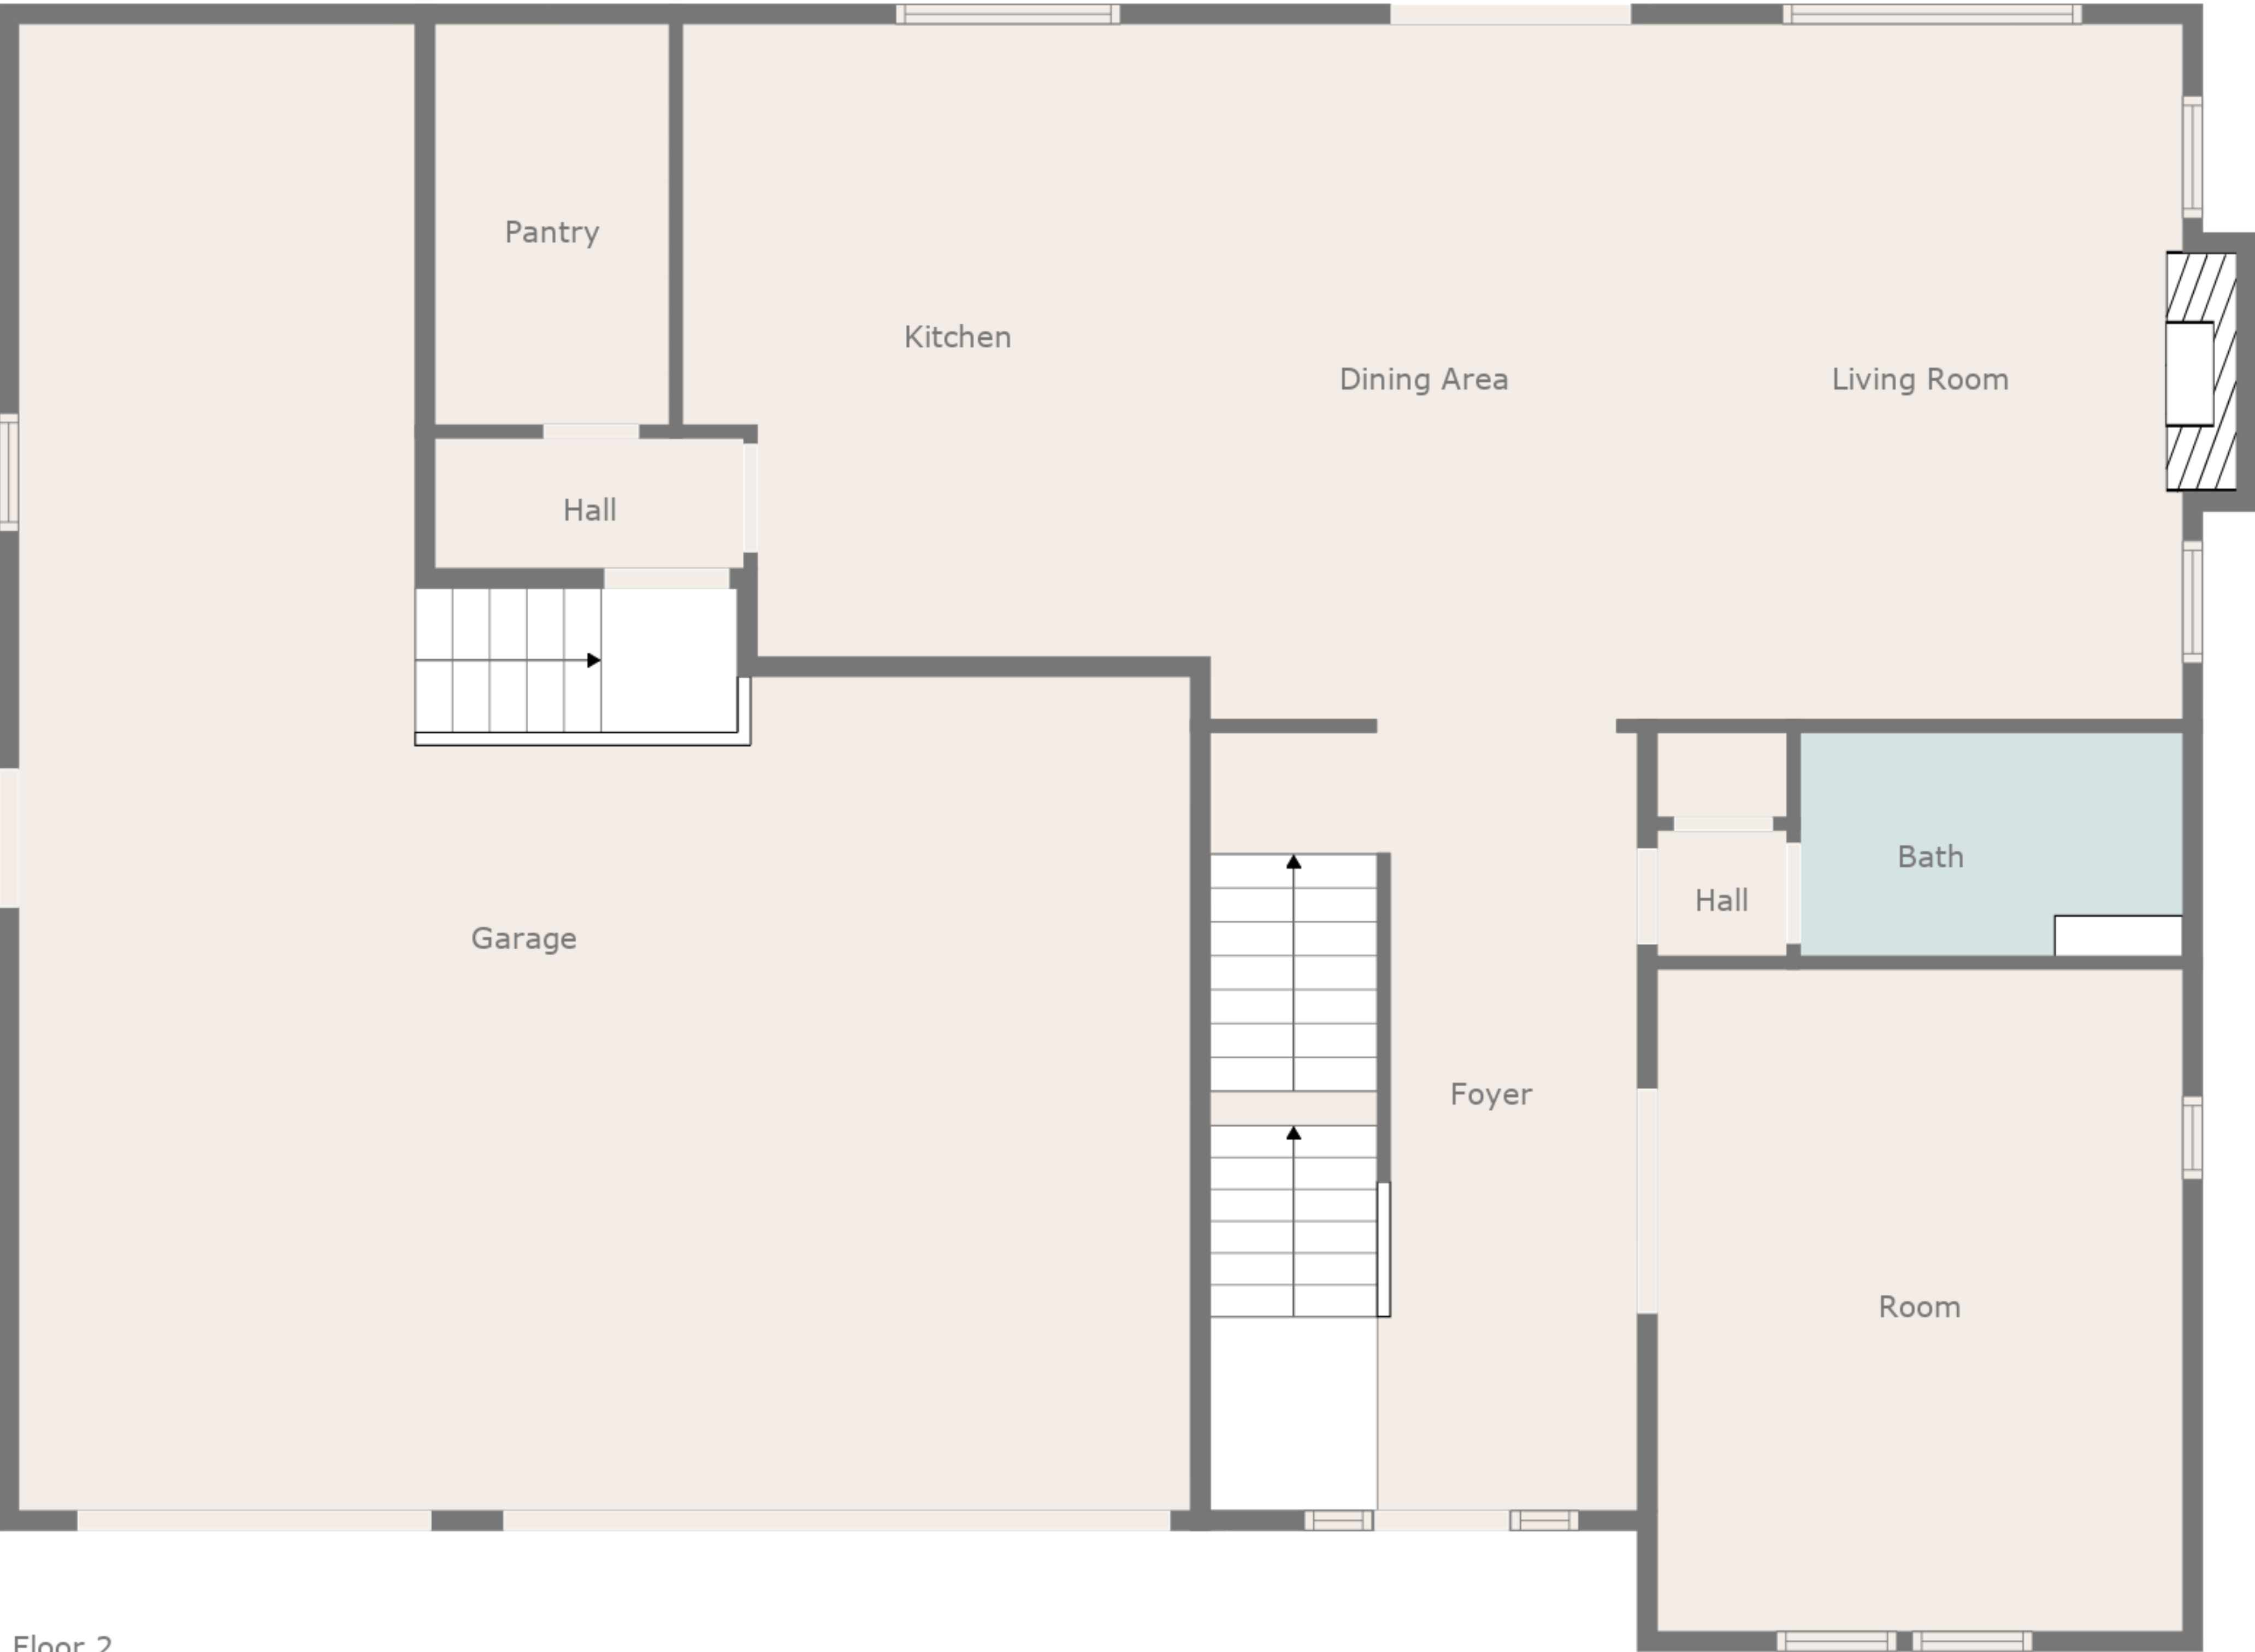 Pantry
Kitchen
Dining Area
Living Room
Hall
Bath
Hall
Garage
Foyer
Room
Floor 2